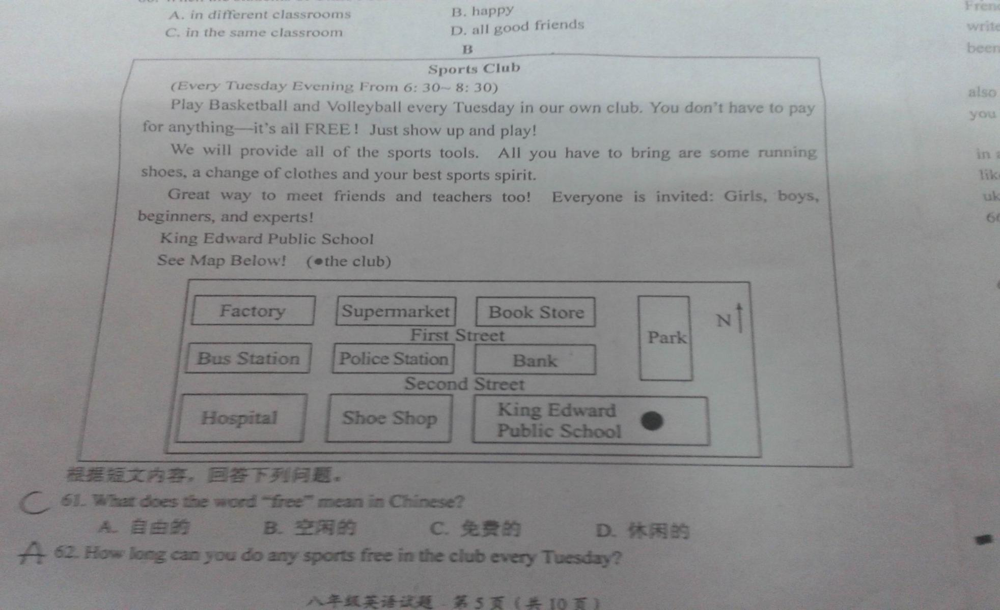 A. in different classrooms B. happy
C. in the same classroom D. all good friends
B
Sports Club
(Every Tuesday Evening From 6: 30~ 8: 30)
Play Basketball and Volleyball every Tuesday in our own club. You don't have to pay
for anything—it's all FREE! Just show up and play!
We will provide all of the sports tools. All you have to bring are some running
shoes, a change of clothes and your best sports spirit.
Great way to meet friends and teachers too! Everyone is invited: Girls, boys,
beginners, and experts!
King Edward Public School
See Map Below! (●the club)
Factory Supermarket Book Store
N
First Street
Park
Bus Station Police Station Bank
Second Street
Hospital Shoe Shop King Edward
Public School
根据短文内容，回答下列问题。
C 61. What does the word "free" mean in Chinese?
A. 自由的 B. 空闲的 C. 免费的 D. 休闲的
A 62. How long can you do any sports free in the club every Tuesday?
八年级英语试题 第 5 页（共 10 页）
write
been
also
you
in